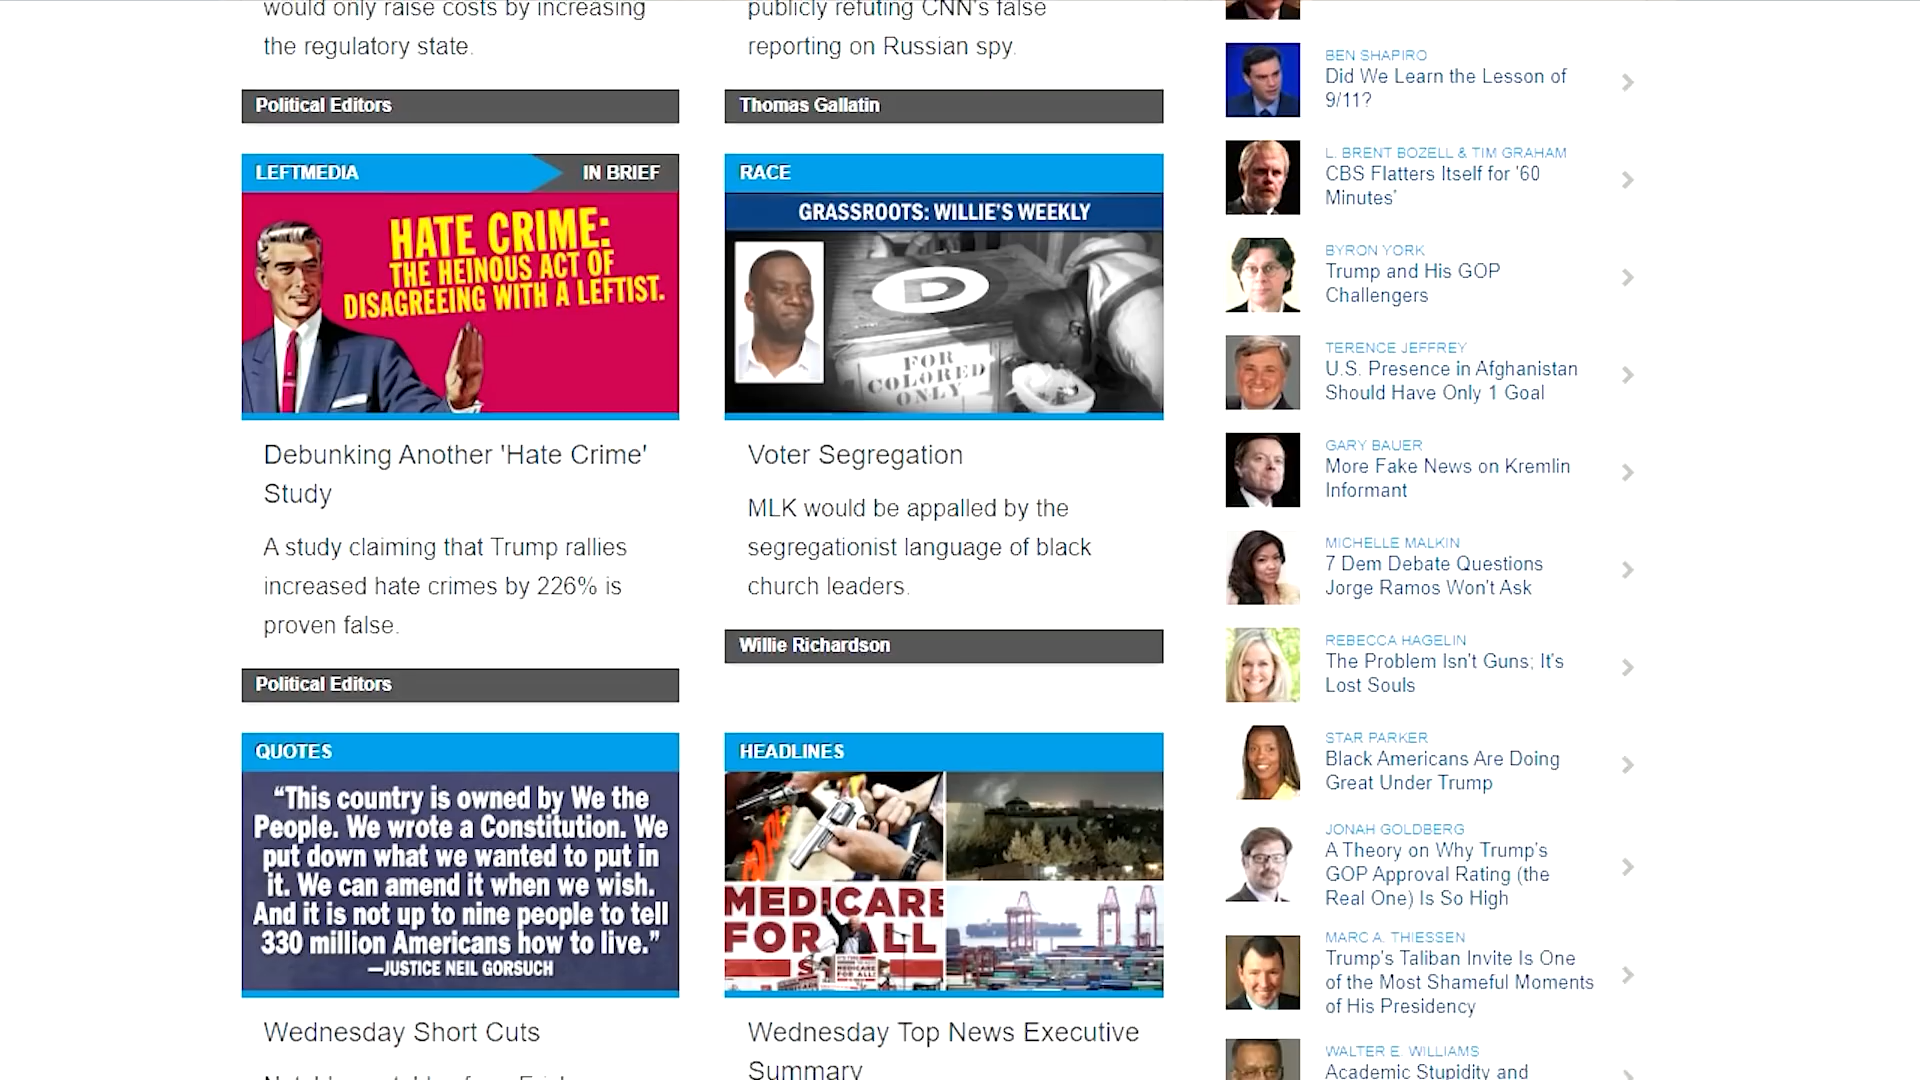 would only raise costs by increasing
the regulatory state.
Political Editors
publicly refuting CNN's false
reporting on Russian spy.
Thomas Gallatin
LEFTMEDIA
IN BRIEF
HATE CRIME:
THE HEINOUS ACT OF
DISAGREEING WITH A LEFTIST.
Debunking Another 'Hate Crime'
Study
A study claiming that Trump rallies
increased hate crimes by 226% is
proven false.
Political Editors
RACE
GRASSROOTS: WILLIE'S WEEKLY
D
FOR
COLORED
ONLY
Voter Segregation
MLK would be appalled by the
segregationist language of black
church leaders.
Willie Richardson
QUOTES
“This country is owned by We the
People. We wrote a Constitution. We
put down what we wanted to put in
it. We can amend it when we wish.
And it is not up to nine people to tell
330 million Americans how to live.”
—JUSTICE NEIL GORSUCH
Wednesday Short Cuts
HEADLINES
MEDICARE
FOR ALL
MEDICARE
FOR ALL!
Wednesday Top News Executive
Summary
BEN SHAPIRO
Did We Learn the Lesson of
9/11?
L. BRENT BOZELL & TIM GRAHAM
CBS Flatters Itself for '60
Minutes'
BYRON YORK
Trump and His GOP
Challengers
TERENCE JEFFREY
U.S. Presence in Afghanistan
Should Have Only 1 Goal
GARY BAUER
More Fake News on Kremlin
Informant
MICHELLE MALKIN
7 Dem Debate Questions
Jorge Ramos Won't Ask
REBECCA HAGELIN
The Problem Isn't Guns; It's
Lost Souls
STAR PARKER
Black Americans Are Doing
Great Under Trump
JONAH GOLDBERG
A Theory on Why Trump's
GOP Approval Rating (the
Real One) Is So High
MARC A. THIESSEN
Trump's Taliban Invite Is One
of the Most Shameful Moments
of His Presidency
WALTER E. WILLIAMS
Academic Stupidity and